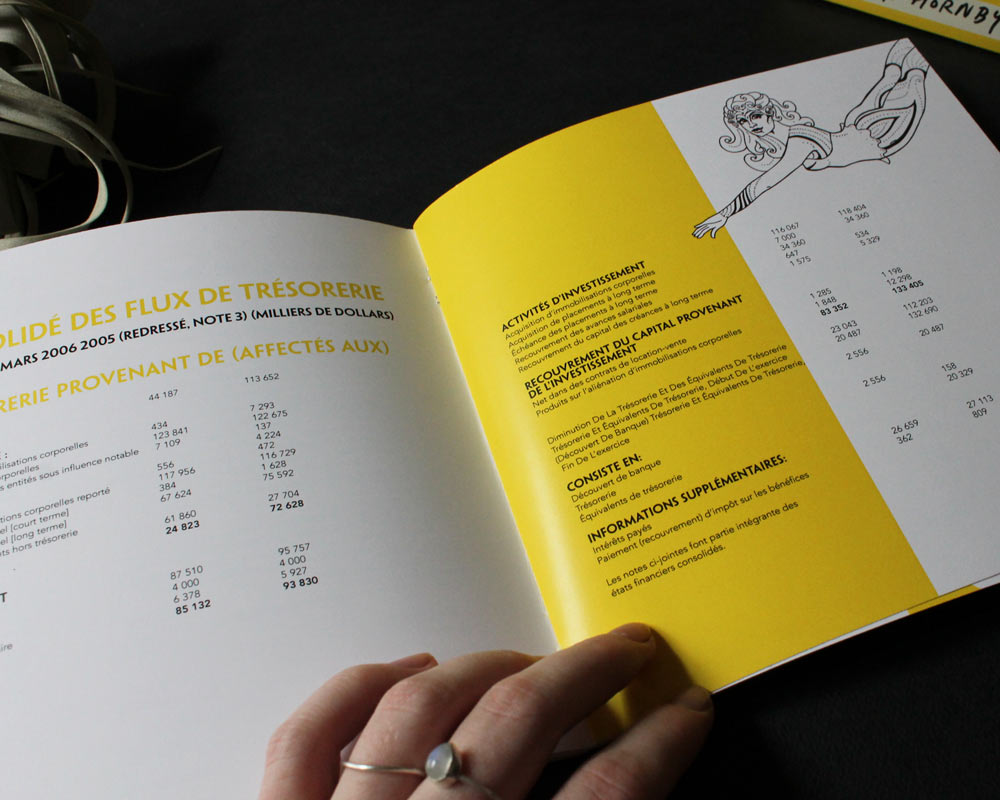 HORNBY
OLIDÉ DES FLUX DE TRÉSORERIE
MARS 2006 2005 (REDRESSÉ, NOTE 3) (MILLIERS DE DOLLARS)
RERIE PROVENANT DE (AFFECTÉS AUX)
44 187 113 652
E :
7 293
434 122 675
ilisations corporelles 123 841 137
orporelles 7 109 4 224
s entités sous influence notable 472
556 116 729
117 956 1 628
ations corporelles reporté 384 75 592
el [court terme] 67 624
el [long terme] 27 704
nts hors trésorerie 61 860 72 628
24 823
95 757
87 510 4 000
4 000 5 927
6 378 93 830
85 132
T
ire
ACTIVITÉS D'INVESTISSEMENT
Acquisition d'immobilisations corporelles
Acquisition de placements à long terme
Échéance des placements à long terme
Recouvrement des avances salariales
Recouvrement du capital des créances à long terme
RECOUVREMENT DU CAPITAL PROVENANT
DE L'INVESTISSEMENT
Net dans des contrats de location-vente
Produits sur l'aliénation d'immobilisations corporelles
Diminution De La Trésorerie Et Des Équivalents De Trésorerie
Trésorerie Et Équivalents De Trésorerie, Début De L'exercice
(Découvert De Banque) Trésorerie Et Équivalents De Trésorerie,
Fin De L'exercice
CONSISTE EN:
Découvert de banque
Trésorerie
Équivalents de trésorerie
INFORMATIONS SUPPLÉMENTAIRES:
Intérêts payés
Paiement (recouvrement) d'impôt sur les bénéfices
Les notes ci-jointes font partie intégrante des
états financiers consolidés.
116 067 118 404
7 000 34 360
34 360
647 534
1 575 5 329
1 198
1 285 12 298
1 848 133 405
83 352
112 203
23 043 132 690
20 487
20 487
2 556
158
2 556 20 329
27 113
26 659 809
362